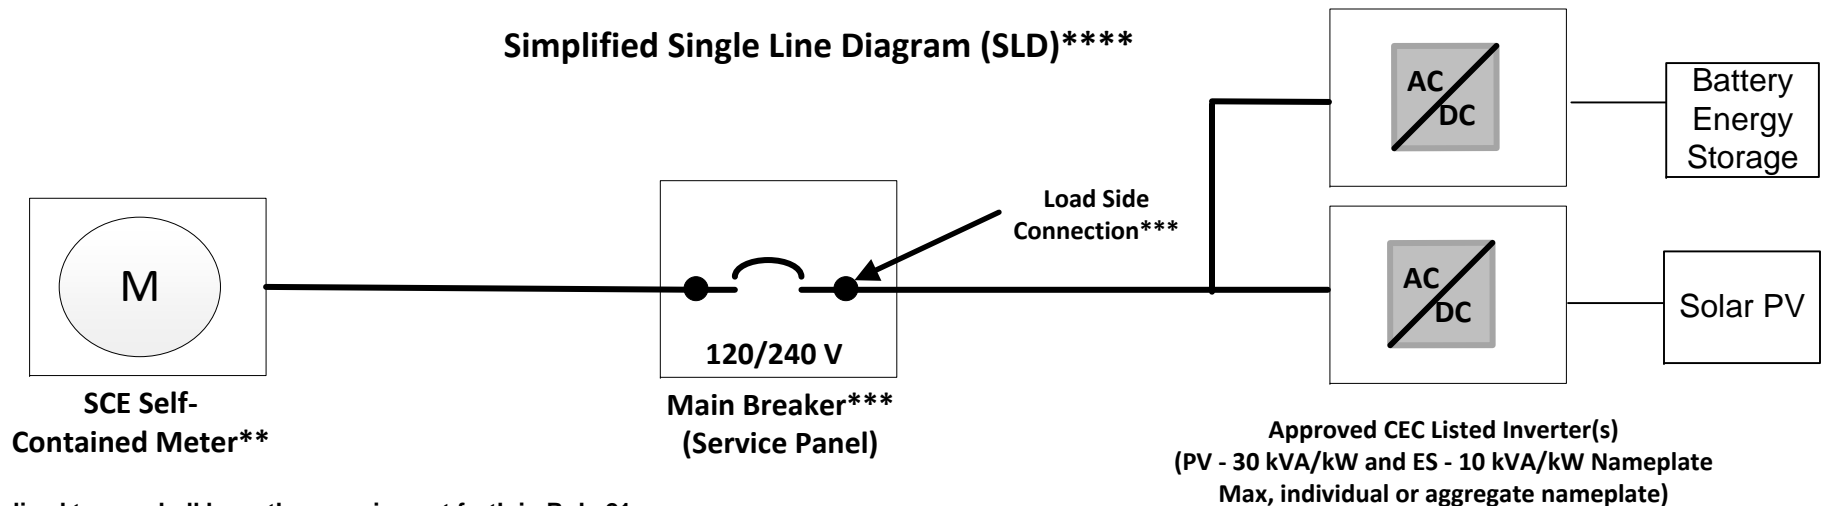 Simplified Single Line Diagram (SLD)****
AC
DC
Battery
Energy
Storage
Load Side
Connection***
M
AC
DC
Solar PV
120/240 V
SCE Self-
Contained Meter**
Main Breaker***
(Service Panel)
Approved CEC Listed Inverter(s)
(PV - 30 kVA/kW and ES - 10 kVA/kW Nameplate
Max, individual or aggregate nameplate)